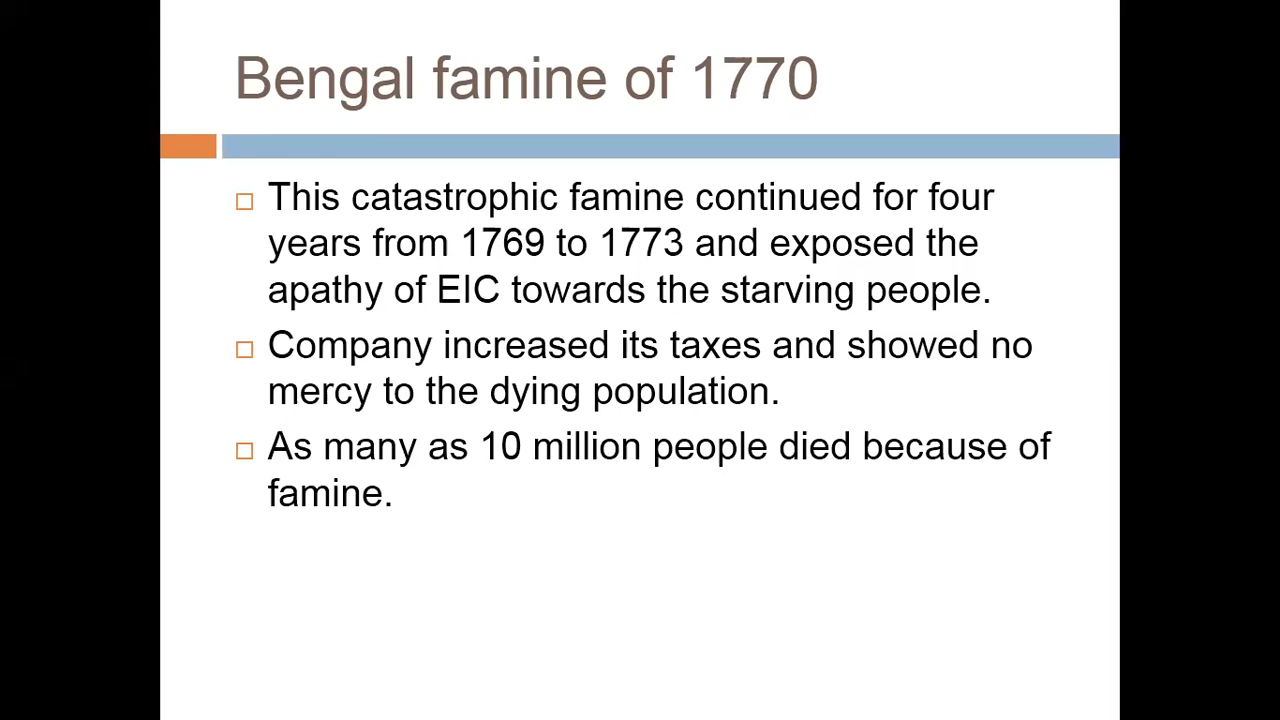 Bengal famine of 1770
This catastrophic famine continued for four
years from 1769 to 1773 and exposed the
apathy of EIC towards the starving people.
Company increased its taxes and showed no
mercy to the dying population.
As many as 10 million people died because of
famine.